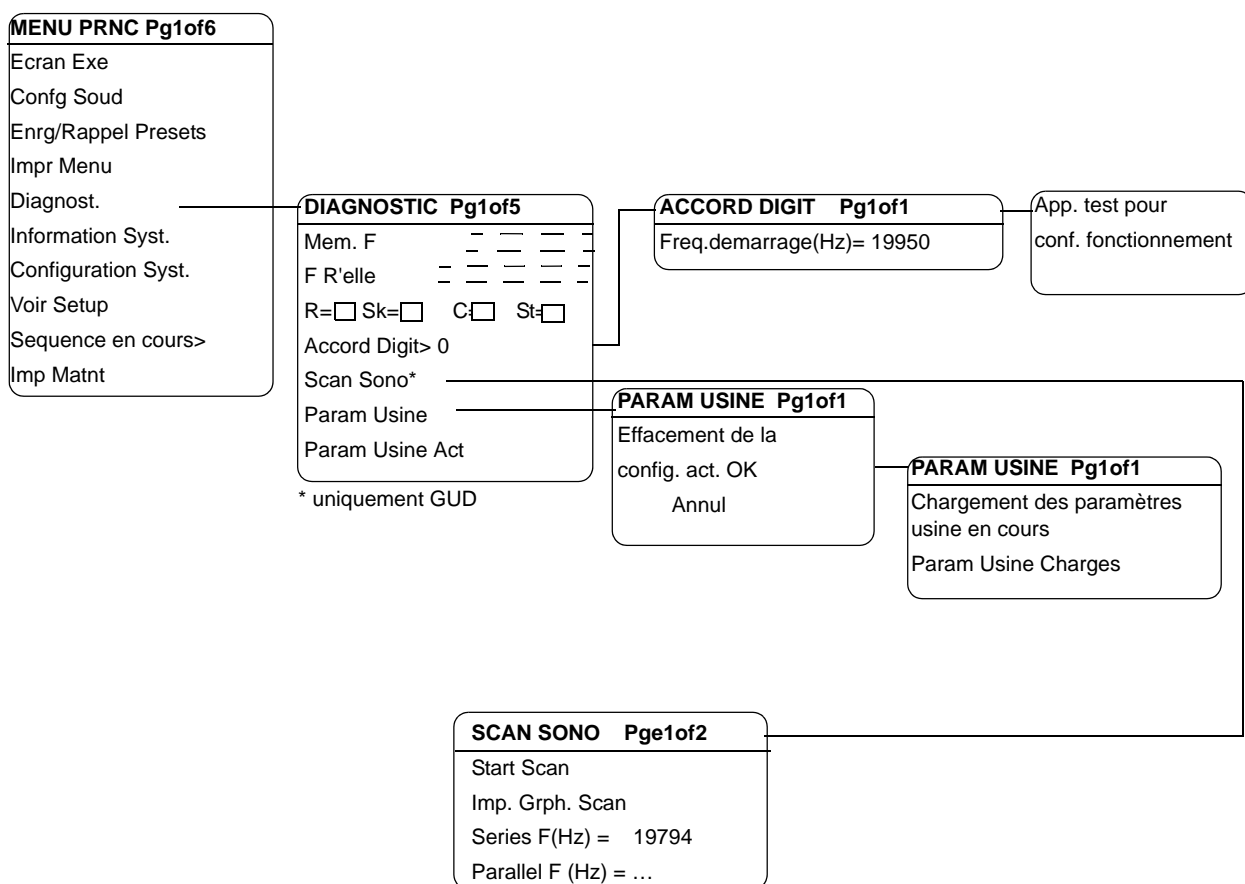 MENU PRNC Pg1of6
Ecran Exe
Confg Soud
Enrg/Rappel Presets
Impr Menu
Diagnost.
Information Syst.
Configuration Syst.
Voir Setup
Sequence en cours>
Imp Matnt
DIAGNOSTIC Pg1of5
Mem. F
F R'elle
R= Sk= C= St=
Accord Digit> 0
Scan Sono*
Param Usine
Param Usine Act
* uniquement GUD
ACCORD DIGIT Pg1of1
Freq.demarrage(Hz)= 19950
App. test pour
conf. fonctionnement
PARAM USINE Pg1of1
Effacement de la
config. act. OK
Annul
PARAM USINE Pg1of1
Chargement des paramètres
usine en cours
Param Usine Charges
SCAN SONO Pge1of2
Start Scan
Imp. Grph. Scan
Series F(Hz) = 19794
Parallel F (Hz) = …